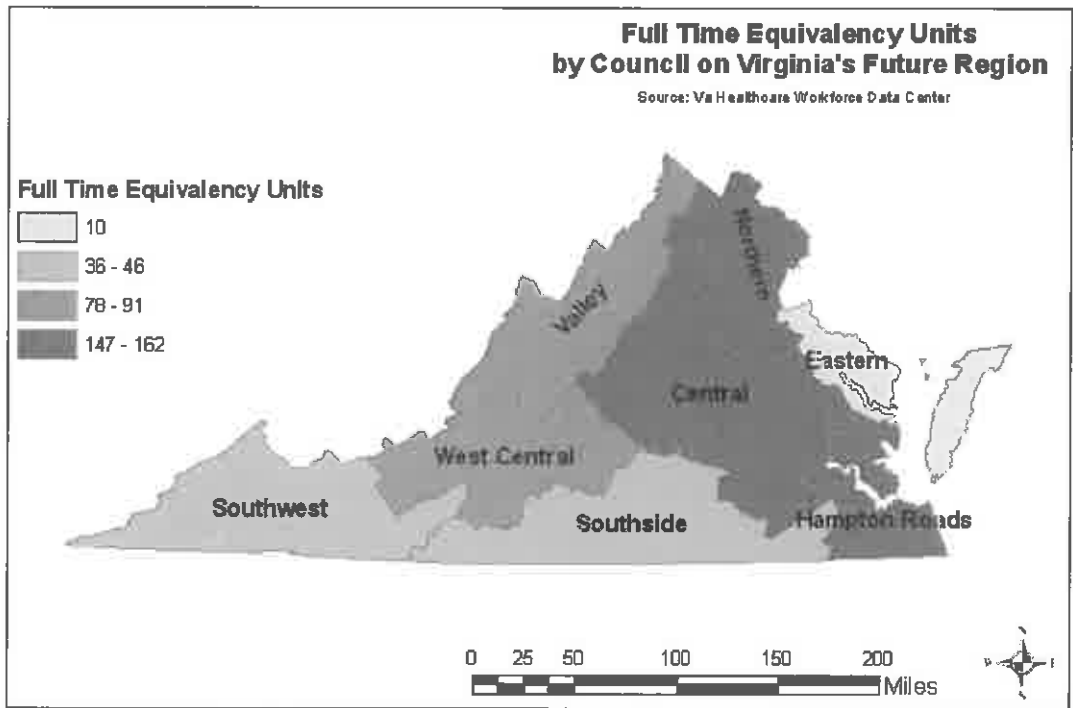 Full Time Equivalency Units
by Council on Virginia's Future Region
Source: Va Healthcare Workforce Data Center
Full Time Equivalency Units
10
36 - 46
78 - 91
147 - 162
Northern
Valley
Eastern
Central
West Central
Southwest
Southside
Hampton Roads
0 25 50 100 150 200
Miles